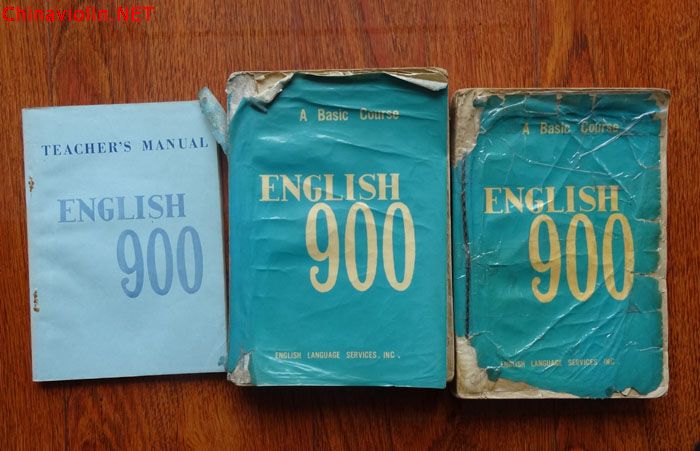 Chinaviolin.NET
TEACHER'S MANUAL
ENGLISH
900
A Basic Course
ENGLISH
900
ENGLISH LANGUAGE SERVICES, INC.
A Basic Course
ENGLISH
900
ENGLISH LANGUAGE SERVICES, INC.